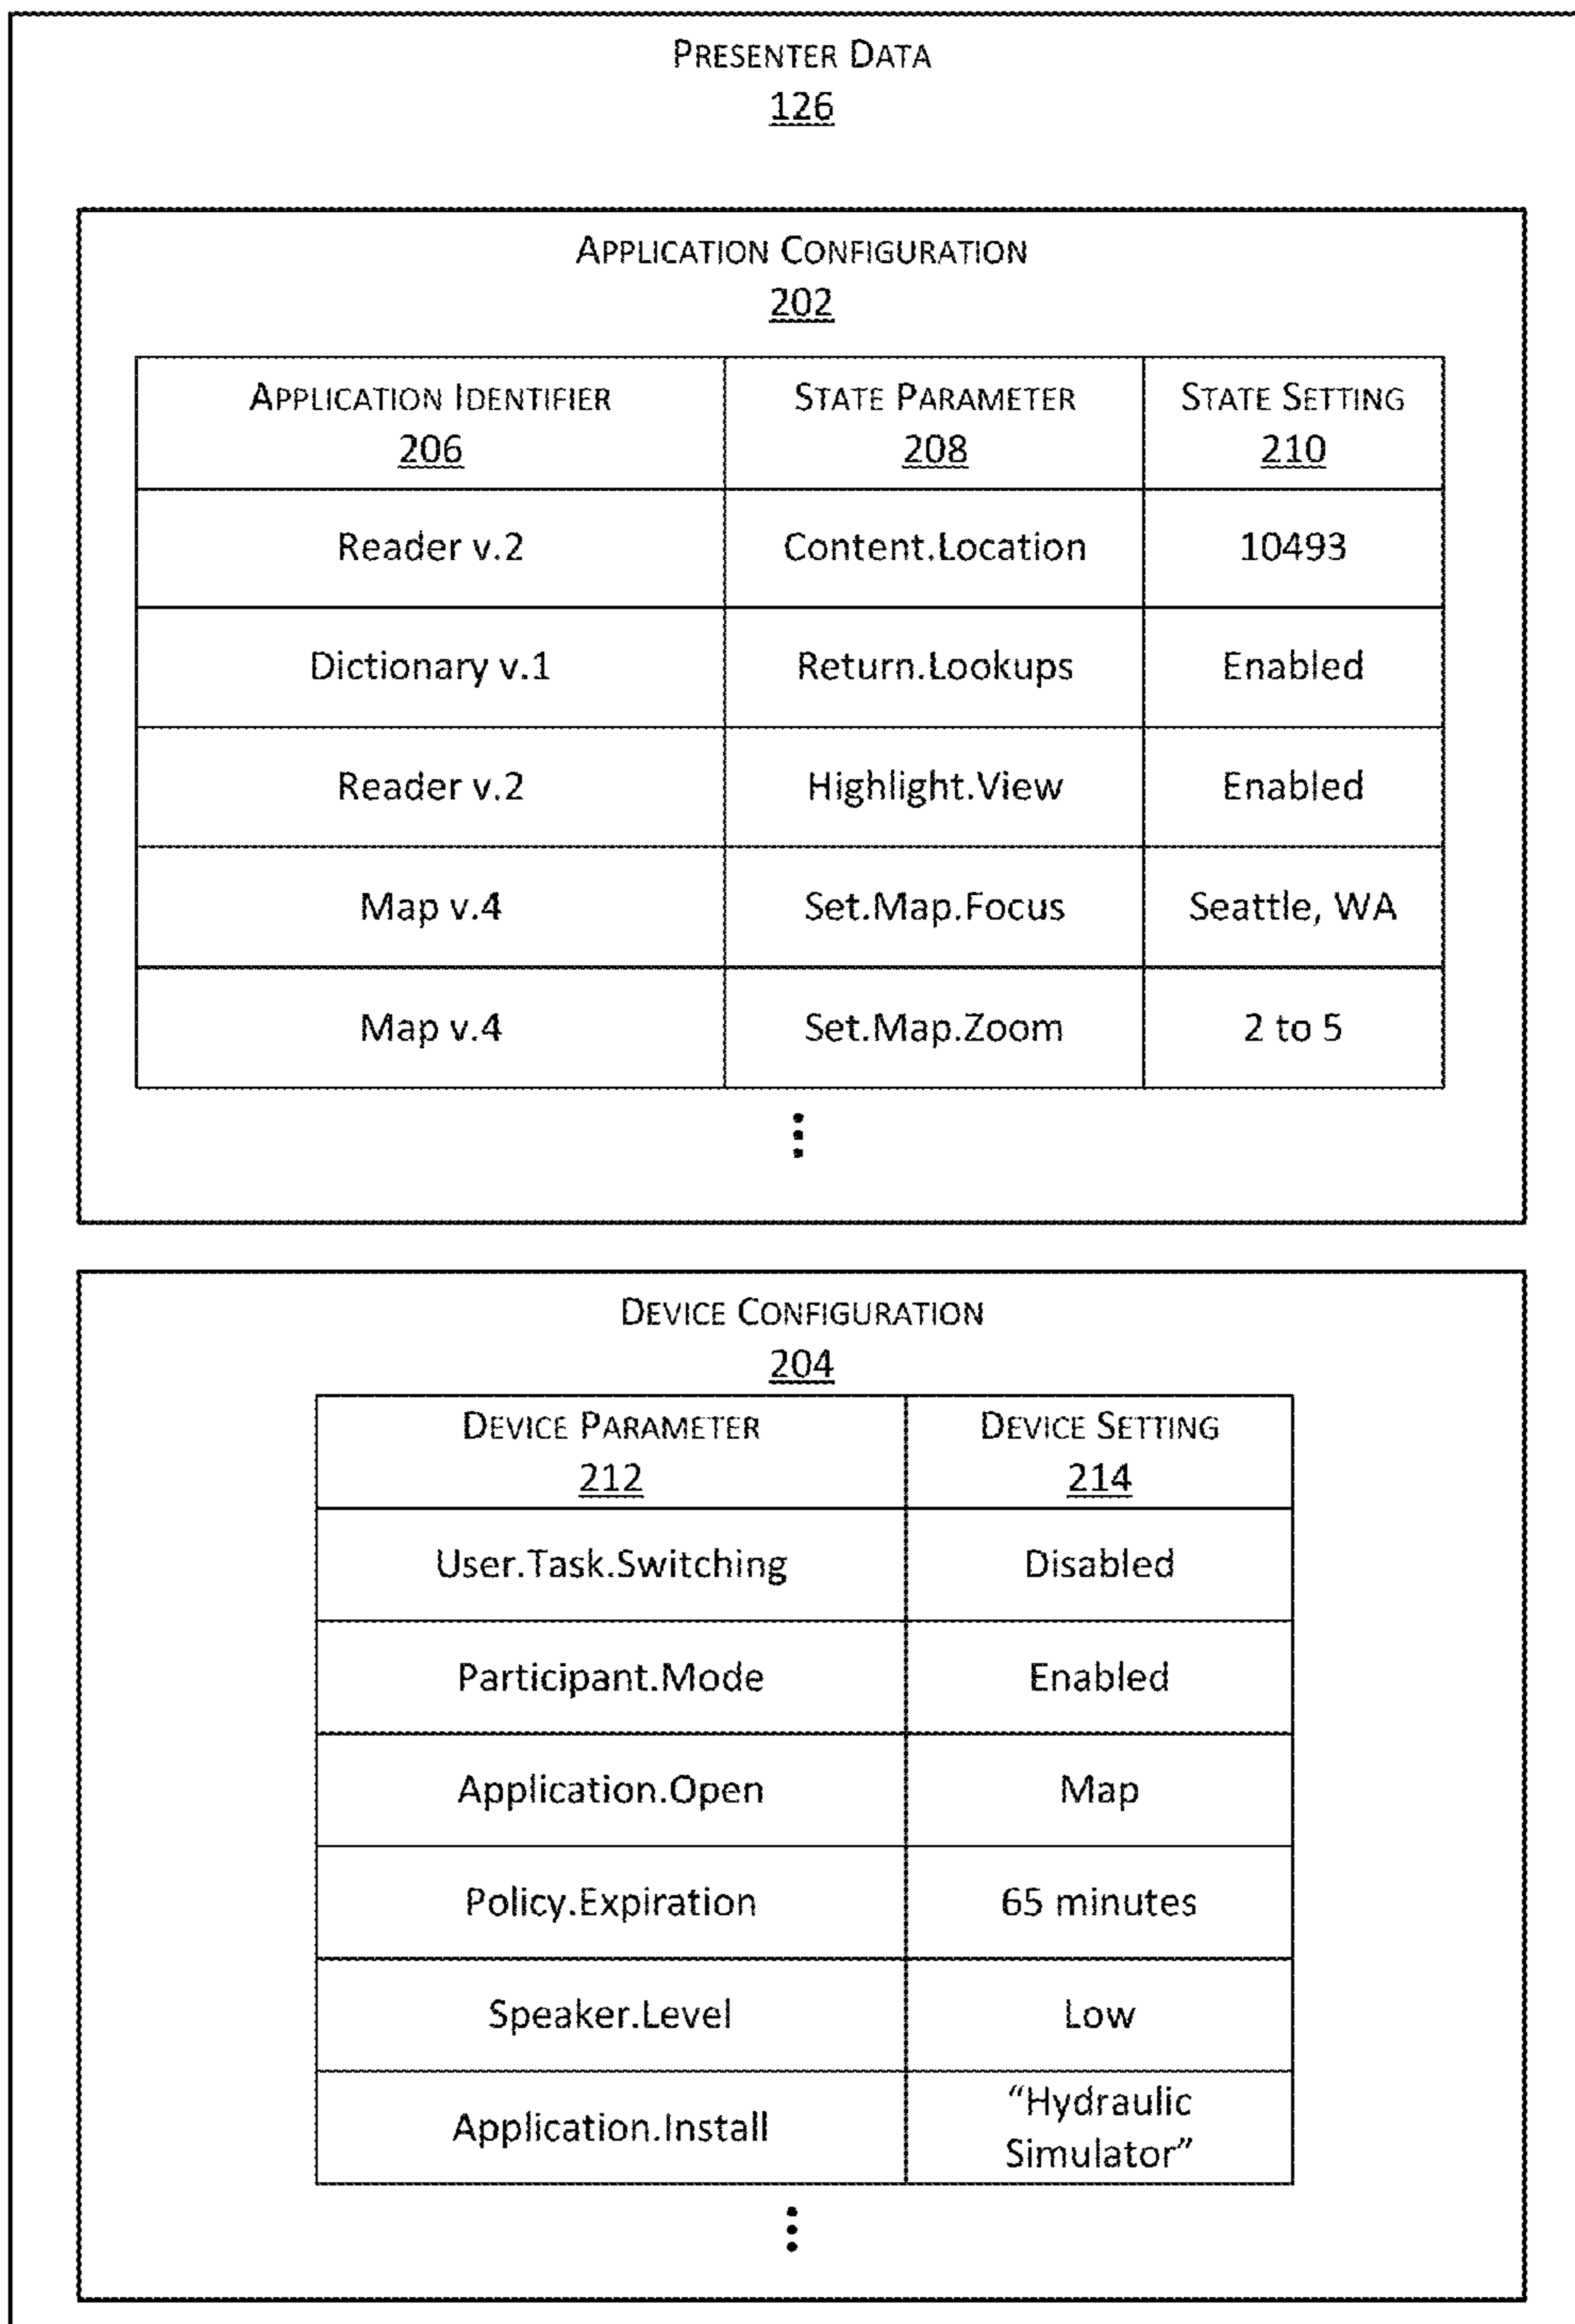 PRESENTER DATA
126
APPLICATION CONFIGURATION
202
APPLICATION IDENTIFIER STATE PARAMETER STATE SETTING
206 208 210
Reader v.2 Content.Location 10493
Dictionary v.1 Return.Lookups Enabled
Reader v.2 Highlight.View Enabled
Map v.4 Set.Map.Focus Seattle, WA
Map v.4 Set.Map.Zoom 2 to 5
DEVICE CONFIGURATION
204
DEVICE PARAMETER DEVICE SETTING
212 214
User.Task.Switching Disabled
Participant.Mode Enabled
Application.Open Map
Policy.Expiration 65 minutes
Speaker.Level Low
Application.Install “Hydraulic
Simulator”